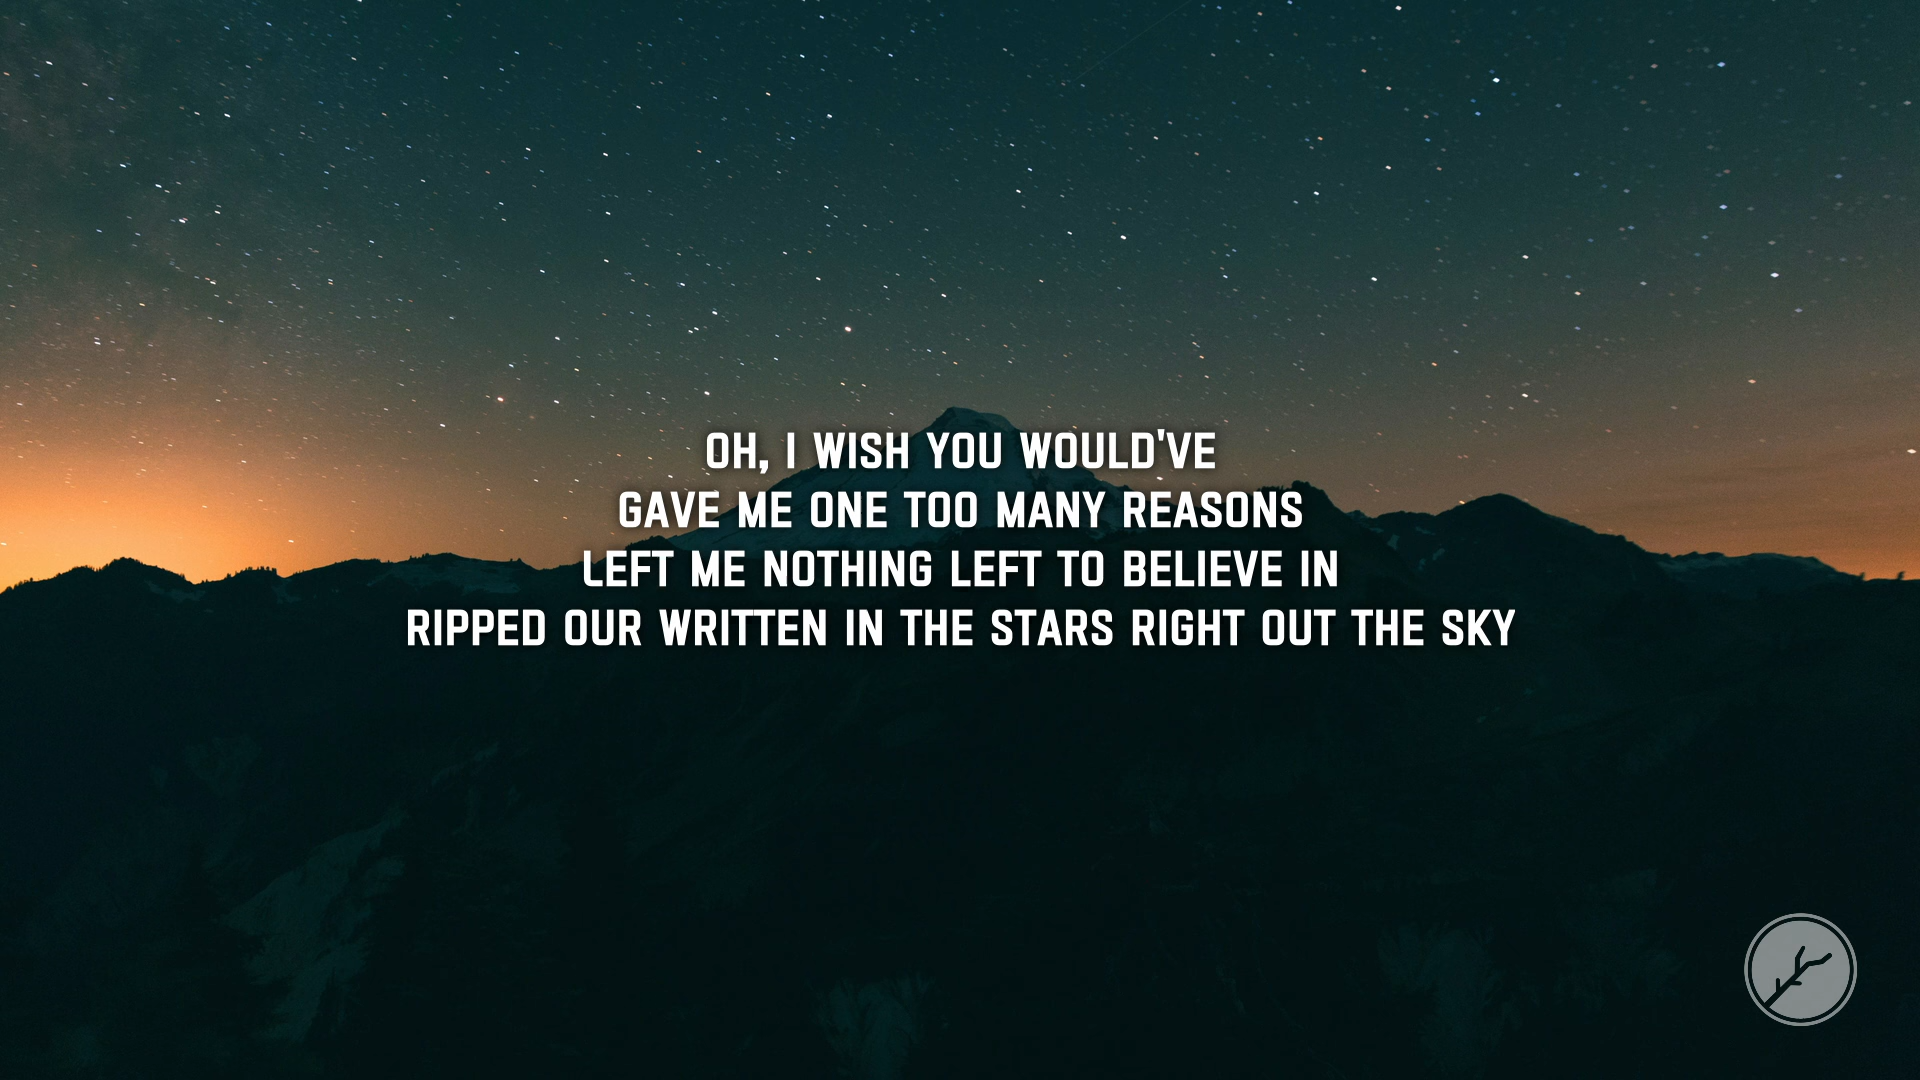 OH, I WISH YOU WOULD'VE
GAVE ME ONE TOO MANY REASONS
LEFT ME NOTHING LEFT TO BELIEVE IN
RIPPED OUR WRITTEN IN THE STARS RIGHT OUT THE SKY